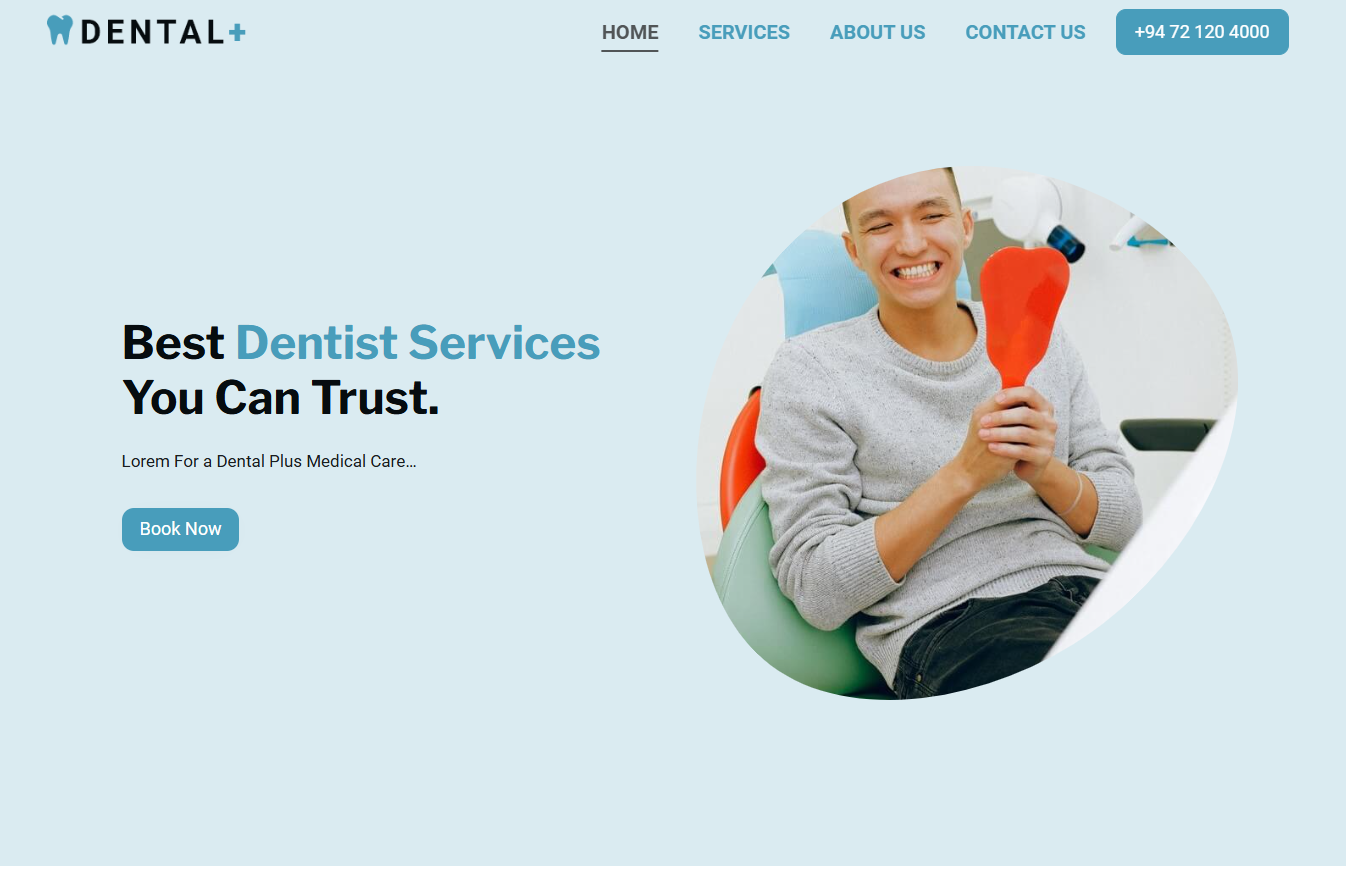 DENTAL+
HOME SERVICES ABOUT US CONTACT US +94 72 120 4000
Best Dentist Services
You Can Trust.
Lorem For a Dental Plus Medical Care...
Book Now